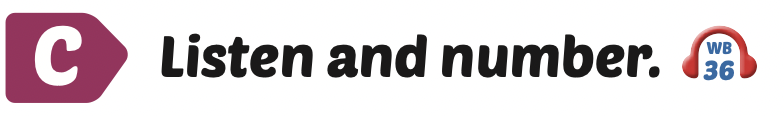 C Listen and number. WB
36